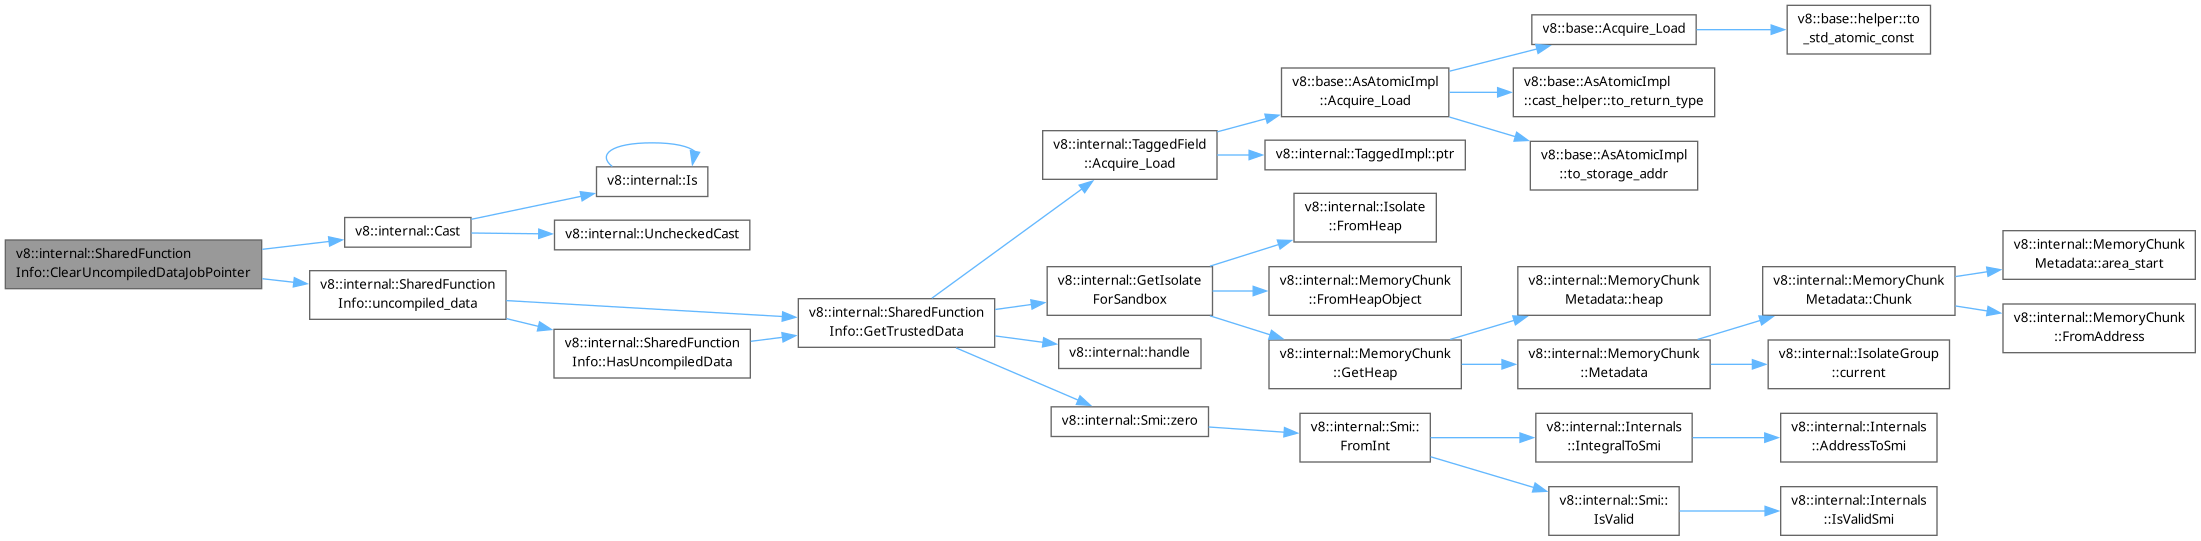 v8::internal::SharedFunction
Info::ClearUncompiledDataJobPointer
v8::internal::Cast
v8::internal::Is
v8::internal::UncheckedCast
v8::internal::SharedFunction
Info::uncompiled_data
v8::internal::SharedFunction
Info::HasUncompiledData
v8::internal::SharedFunction
Info::GetTrustedData
v8::internal::TaggedField
::Acquire_Load
v8::base::AsAtomicImpl
::Acquire_Load
v8::base::Acquire_Load
v8::base::helper::to
_std_atomic_const
v8::base::AsAtomicImpl
::cast_helper::to_return_type
v8::base::AsAtomicImpl
::to_storage_addr
v8::internal::TaggedImpl::ptr
v8::internal::GetIsolate
ForSandbox
v8::internal::Isolate
::FromHeap
v8::internal::MemoryChunk
::FromHeapObject
v8::internal::MemoryChunk
::GetHeap
v8::internal::MemoryChunk
Metadata::heap
v8::internal::MemoryChunk
::Metadata
v8::internal::MemoryChunk
Metadata::Chunk
v8::internal::MemoryChunk
Metadata::area_start
v8::internal::MemoryChunk
::FromAddress
v8::internal::IsolateGroup
::current
v8::internal::handle
v8::internal::Smi::zero
v8::internal::Smi::
FromInt
v8::internal::Internals
::IntegralToSmi
v8::internal::Internals
::AddressToSmi
v8::internal::Smi::
IsValid
v8::internal::Internals
::IsValidSmi